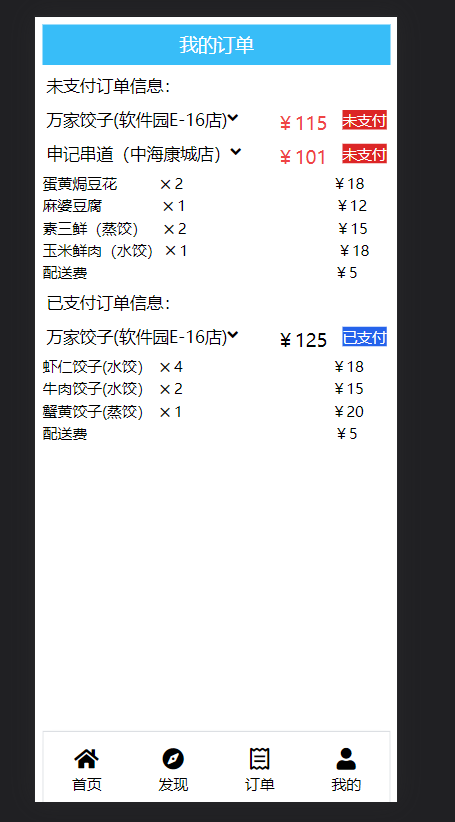 我的订单
未支付订单信息:
万家饺子(软件园E-16店) ¥115 未支付
申记串道（中海康城店） ¥101 未支付
蛋黄焗豆花 ×2 ¥18
麻婆豆腐 ×1 ¥12
素三鲜（蒸饺） ×2 ¥15
玉米鲜肉（水饺） ×1 ¥18
配送费 ¥5
已支付订单信息:
万家饺子(软件园E-16店) ¥125 已支付
虾仁饺子(水饺) ×4 ¥18
牛肉饺子(水饺) ×2 ¥15
蟹黄饺子(蒸饺) ×1 ¥20
配送费 ¥5
首页 发现 订单 我的